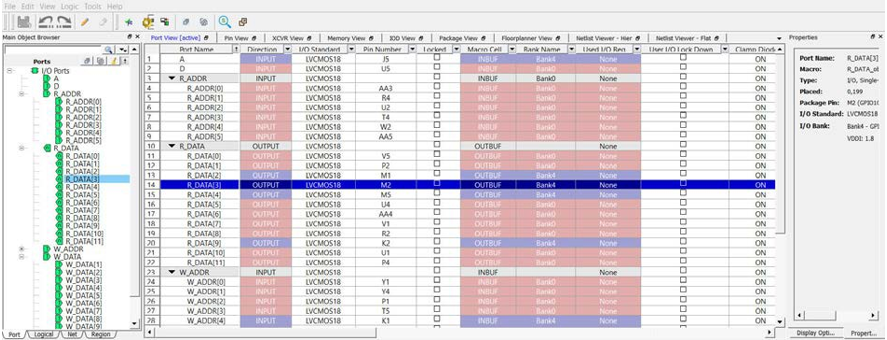 File Edit View Logic Help
Main Object Browser
Port View [active] Pin View XCVR View Memory View IOD View Package View Floorplanner View Netlist Viewer - Hier Netlist Viewer - Flat
Properties
Ports
I/O Ports
A
D
R_ADDR
R_ADDR[0]
R_ADDR[1]
R_ADDR[2]
R_ADDR[3]
R_ADDR[4]
R_ADDR[5]
R_DATA
R_DATA[0]
R_DATA[1]
R_DATA[2]
R_DATA[3]
R_DATA[4]
R_DATA[5]
R_DATA[6]
R_DATA[7]
R_DATA[8]
R_DATA[9]
R_DATA[10]
R_DATA[11]
W_ADDR
W_DATA
W_DATA[1]
W_DATA[2]
W_DATA[3]
W_DATA[4]
W_DATA[5]
W_DATA[6]
W_DATA[7]
W_DATA[8]
W_DATA[9]
Port Logical Net Region
Port Name Direction I/O Standard Pin Number Locked Macro Cell Bank Name Used I/O Reg User I/O Lock Down Clamp Diod
1 A INPUT LVCMOS18 J5 INBUF Bank4 None ON
2 D INPUT LVCMOS18 U5 INBUF Bank0 None ON
3 R_ADDR INPUT LVCMOS18 INBUF Bank0 None ON
4 R_ADDR[0] INPUT LVCMOS18 AA3 INBUF Bank0 None ON
5 R_ADDR[1] INPUT LVCMOS18 R4 INBUF Bank0 None ON
6 R_ADDR[2] INPUT LVCMOS18 U2 INBUF Bank0 None ON
7 R_ADDR[3] INPUT LVCMOS18 T4 INBUF Bank0 None ON
8 R_ADDR[4] INPUT LVCMOS18 W2 INBUF Bank0 None ON
9 R_ADDR[5] INPUT LVCMOS18 AA5 INBUF Bank0 None ON
10 R_DATA OUTPUT LVCMOS18 OUTBUF None ON
11 R_DATA[0] OUTPUT LVCMOS18 V5 OUTBUF Bank0 None ON
12 R_DATA[1] OUTPUT LVCMOS18 P2 OUTBUF Bank0 None ON
13 R_DATA[2] OUTPUT LVCMOS18 M1 OUTBUF Bank4 None ON
14 R_DATA[3] OUTPUT LVCMOS18 M2 OUTBUF Bank4 None ON
15 R_DATA[4] OUTPUT LVCMOS18 M5 OUTBUF Bank4 None ON
16 R_DATA[5] OUTPUT LVCMOS18 U4 OUTBUF Bank0 None ON
17 R_DATA[6] OUTPUT LVCMOS18 AA4 OUTBUF Bank0 None ON
18 R_DATA[7] OUTPUT LVCMOS18 V1 OUTBUF Bank0 None ON
19 R_DATA[8] OUTPUT LVCMOS18 R2 OUTBUF Bank0 None ON
20 R_DATA[9] OUTPUT LVCMOS18 K2 OUTBUF Bank4 None ON
21 R_DATA[10] OUTPUT LVCMOS18 U1 OUTBUF Bank0 None ON
22 R_DATA[11] OUTPUT LVCMOS18 P4 OUTBUF Bank0 None ON
23 W_ADDR INPUT LVCMOS18 INBUF None ON
24 W_ADDR[0] INPUT LVCMOS18 Y1 INBUF Bank0 None ON
25 W_ADDR[1] INPUT LVCMOS18 Y4 INBUF Bank0 None ON
26 W_ADDR[2] INPUT LVCMOS18 P1 INBUF Bank0 None ON
27 W_ADDR[3] INPUT LVCMOS18 T5 INBUF Bank0 None ON
28 W_ADDR[4] INPUT LVCMOS18 K1 INBUF Bank4 None ON
Port Name: R_DATA[3]
Macro: R_DATA_ob
Type: I/O, Single-
Placed: 0,199
Package Pin: M2 (GPIO1
I/O Standard: LVCMOS18
I/O Bank: Bank4 - GPI
VDDI: 1.8
Display Opti... Propert...